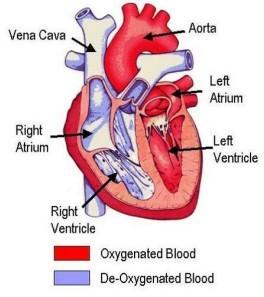 Vena Cava
Aorta
Left
Atrium
Right
Atrium
Left
Ventricle
Right
Ventricle
Oxygenated Blood
De-Oxygenated Blood